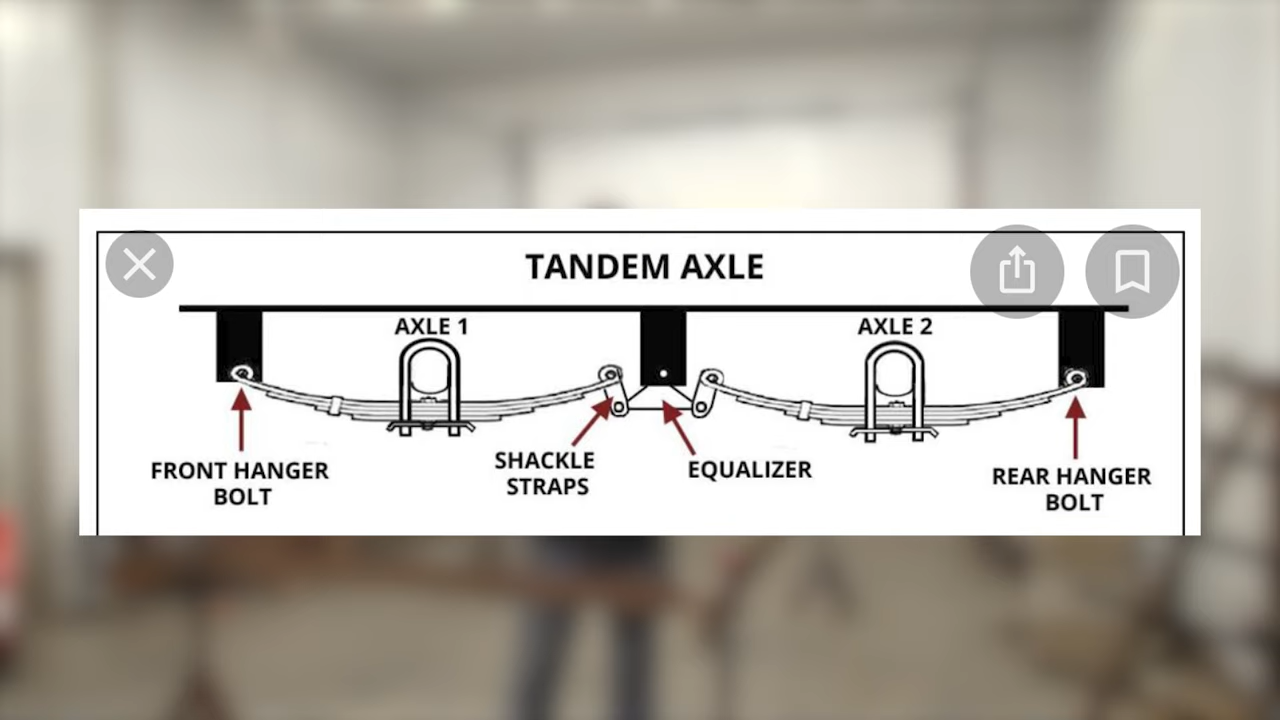 TANDEM AXLE
AXLE 1
AXLE 2
FRONT HANGER
BOLT
SHACKLE
STRAPS
EQUALIZER
REAR HANGER
BOLT